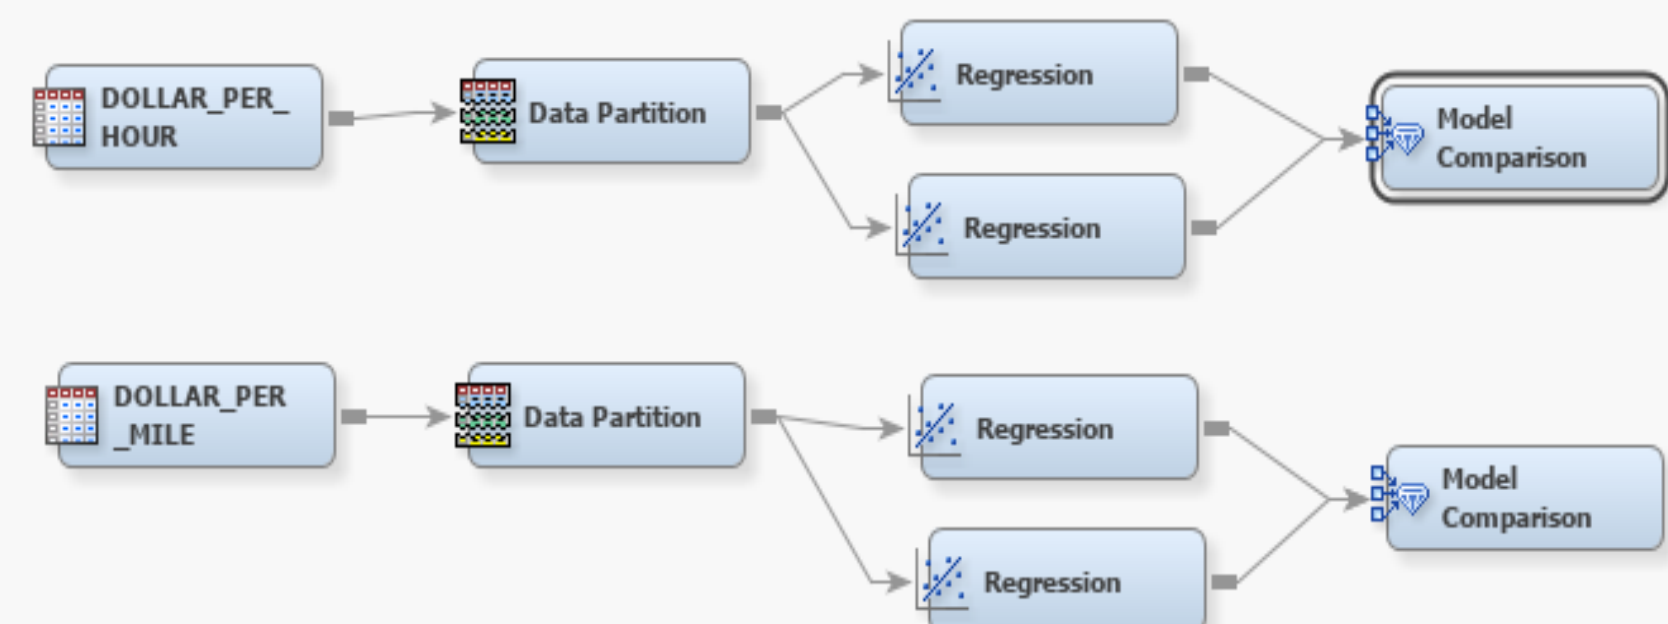 DOLLAR_PER_
HOUR
Data Partition
Regression
Regression
Model
Comparison
DOLLAR_PER
_MILE
Data Partition
Regression
Regression
Model
Comparison